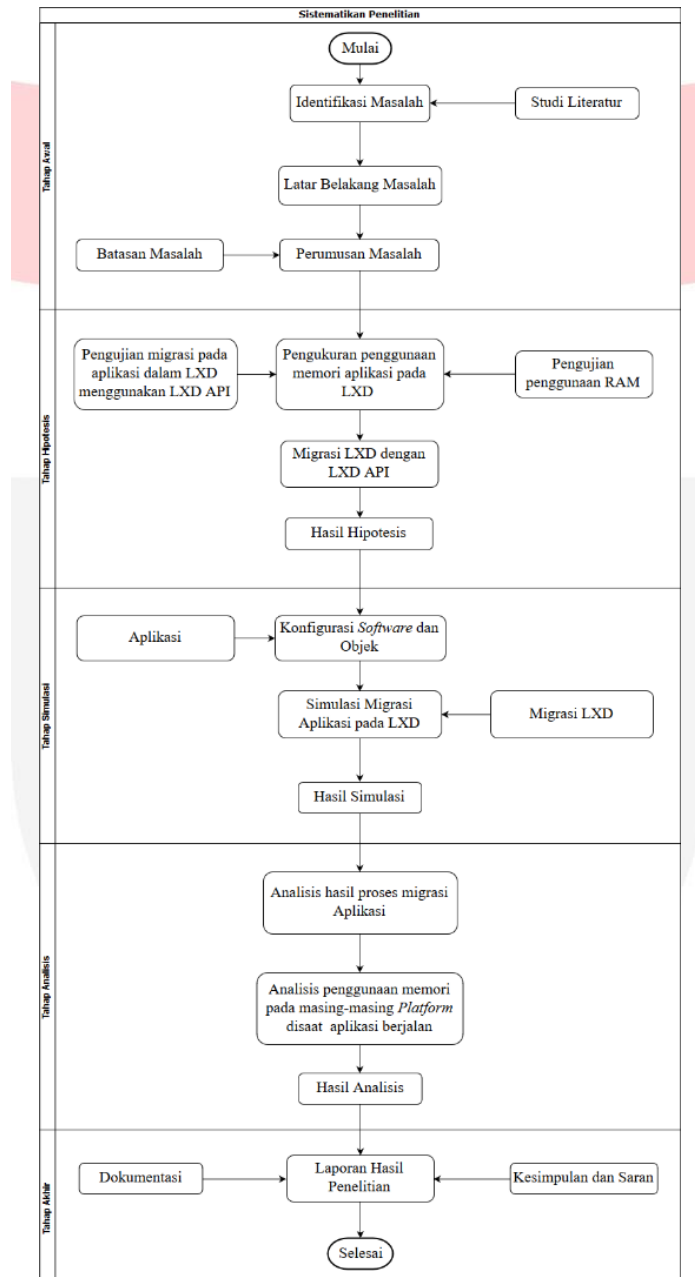 Sistematikan Penelitian
Tahap Awal
Mulai
Identifikasi Masalah
Studi Literatur
Latar Belakang Masalah
Batasan Masalah
Perumusan Masalah
Tahap Hipotesis
Pengujian migrasi pada
aplikasi dalam LXD
menggunakan LXD API
Pengukuran penggunaan
memori aplikasi pada
LXD
Pengujian
penggunaan RAM
Migrasi LXD dengan
LXD API
Hasil Hipotesis
Tahap Simulasi
Aplikasi
Konfigurasi Software dan
Objek
Simulasi Migrasi
Aplikasi pada LXD
Migrasi LXD
Hasil Simulasi
Tahap Analisis
Analisis hasil proses migrasi
Aplikasi
Analisis penggunaan memori
pada masing-masing Platform
disaat aplikasi berjalan
Hasil Analisis
Tahap Akhir
Dokumentasi
Laporan Hasil
Penelitian
Kesimpulan dan Saran
Selesai